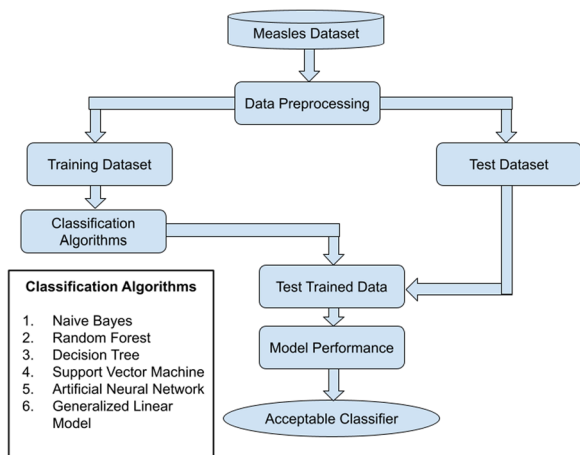 Measles Dataset
Data Preprocessing
Training Dataset
Test Dataset
Classification
Algorithms
Test Trained Data
Model Performance
Acceptable Classifier
Classification Algorithms
1. Naive Bayes
2. Random Forest
3. Decision Tree
4. Support Vector Machine
5. Artificial Neural Network
6. Generalized Linear
Model